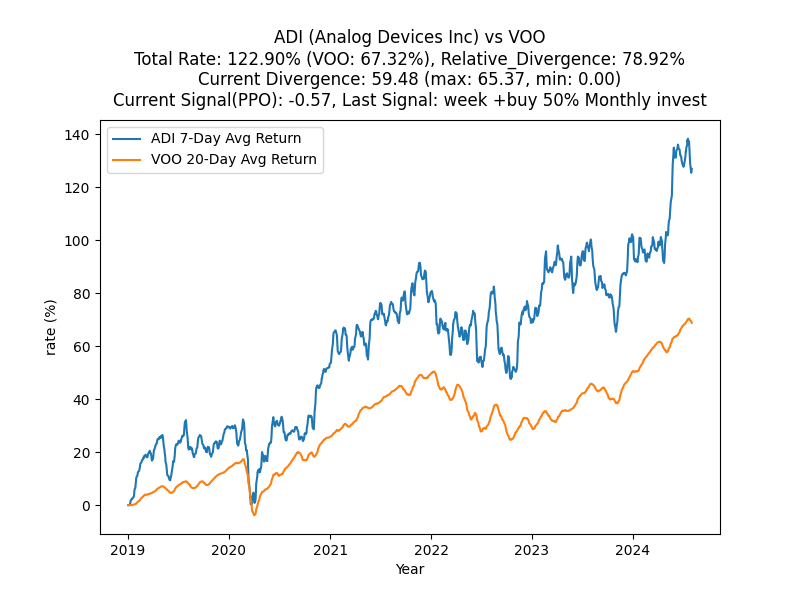 ADI (Analog Devices Inc) vs VOO
Total Rate: 122.90% (VOO: 67.32%), Relative_Divergence: 78.92%
Current Divergence: 59.48 (max: 65.37, min: 0.00)
Current Signal(PPO): -0.57, Last Signal: week +buy 50% Monthly invest
ADI 7-Day Avg Return
VOO 20-Day Avg Return
140
120
100
80
60
40
20
0
rate (%)
2019 2020 2021 2022 2023 2024
Year